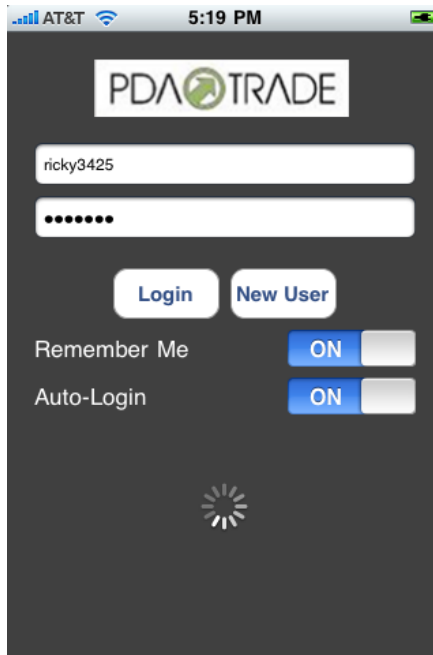 AT&T 5:19 PM
PDA TRADE
ricky3425
•••••••
Login New User
Remember Me ON
Auto-Login ON